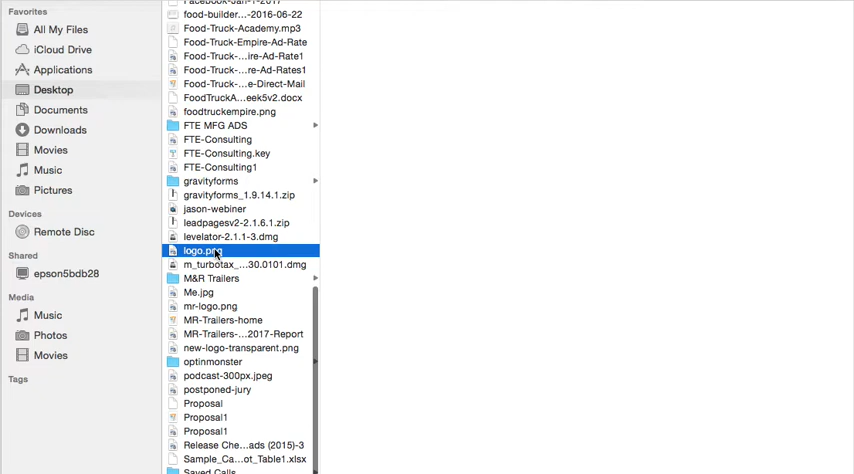 Favorites
All My Files
iCloud Drive
Applications
Desktop
Documents
Downloads
Movies
Music
Pictures
Devices
Remote Disc
Shared
epson5bdb28
Media
Music
Photos
Movies
Tags
Facebook-Jan-1-2017
food-builder...-2016-06-22
Food-Truck-Academy.mp3
Food-Truck-Empire-Ad-Rate
Food-Truck-...ire-Ad-Rate1
Food-Truck-...re-Ad-Rates1
Food-Truck-...e-Direct-Mail
FoodTruckA...eek5v2.docx
foodtruckempire.png
FTE MFG ADS
FTE-Consulting
FTE-Consulting.key
FTE-Consulting1
gravityforms
gravityforms_1.9.14.1.zip
jason-webiner
leadpagesv2-2.1.6.1.zip
levelator-2.1.1-3.dmg
logo.png
m_turbotax_...30.0101.dmg
M&R Trailers
Me.jpg
mr-logo.png
MR-Trailers-home
MR-Trailers-...2017-Report
new-logo-transparent.png
optinmonster
podcast-300px.jpeg
postponed-jury
Proposal
Proposal1
Proposal1
Release Che...ads (2015)-3
Sample_Ca...ot_Table1.xlsx
Saved Calls